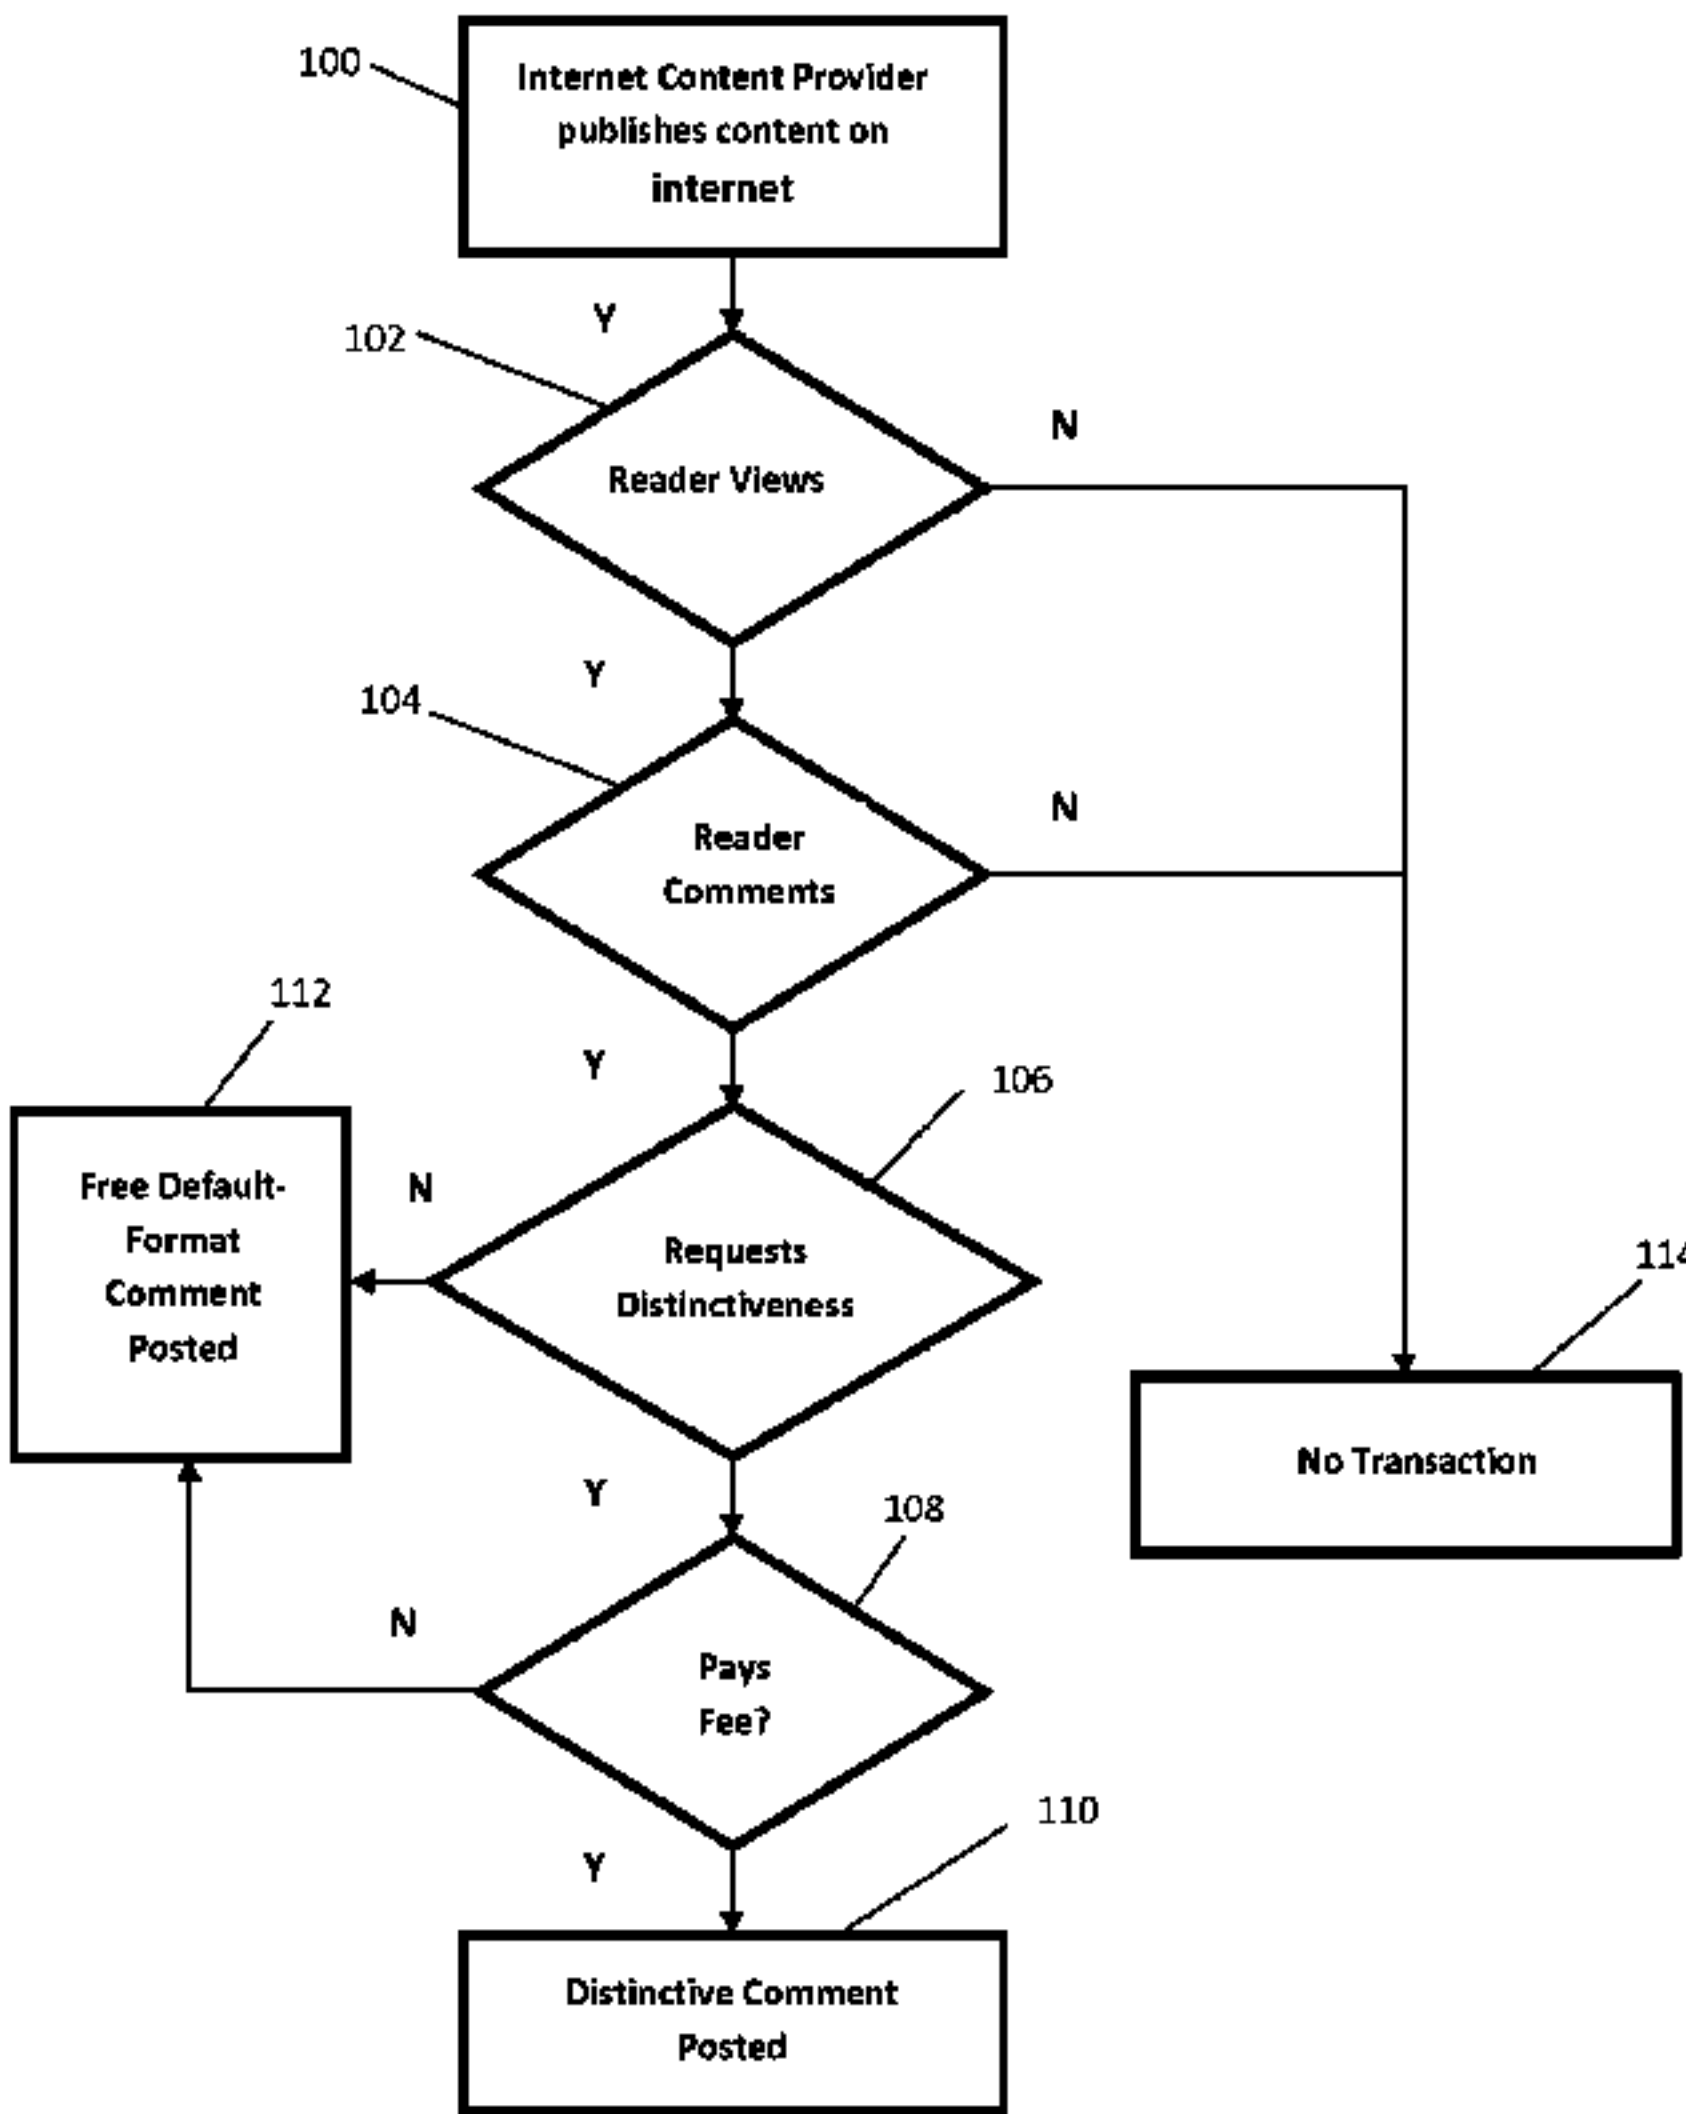 100
Internet Content Provider
publishes content on
internet
Y
102
N
Reader Views
Y
104
N
Reader
Comments
112
Y
106
Free Default-
Format
Comment
Posted
N
Requests
Distinctiveness
114
No Transaction
Y
108
N
Pays
Fee?
110
Y
Distinctive Comment
Posted